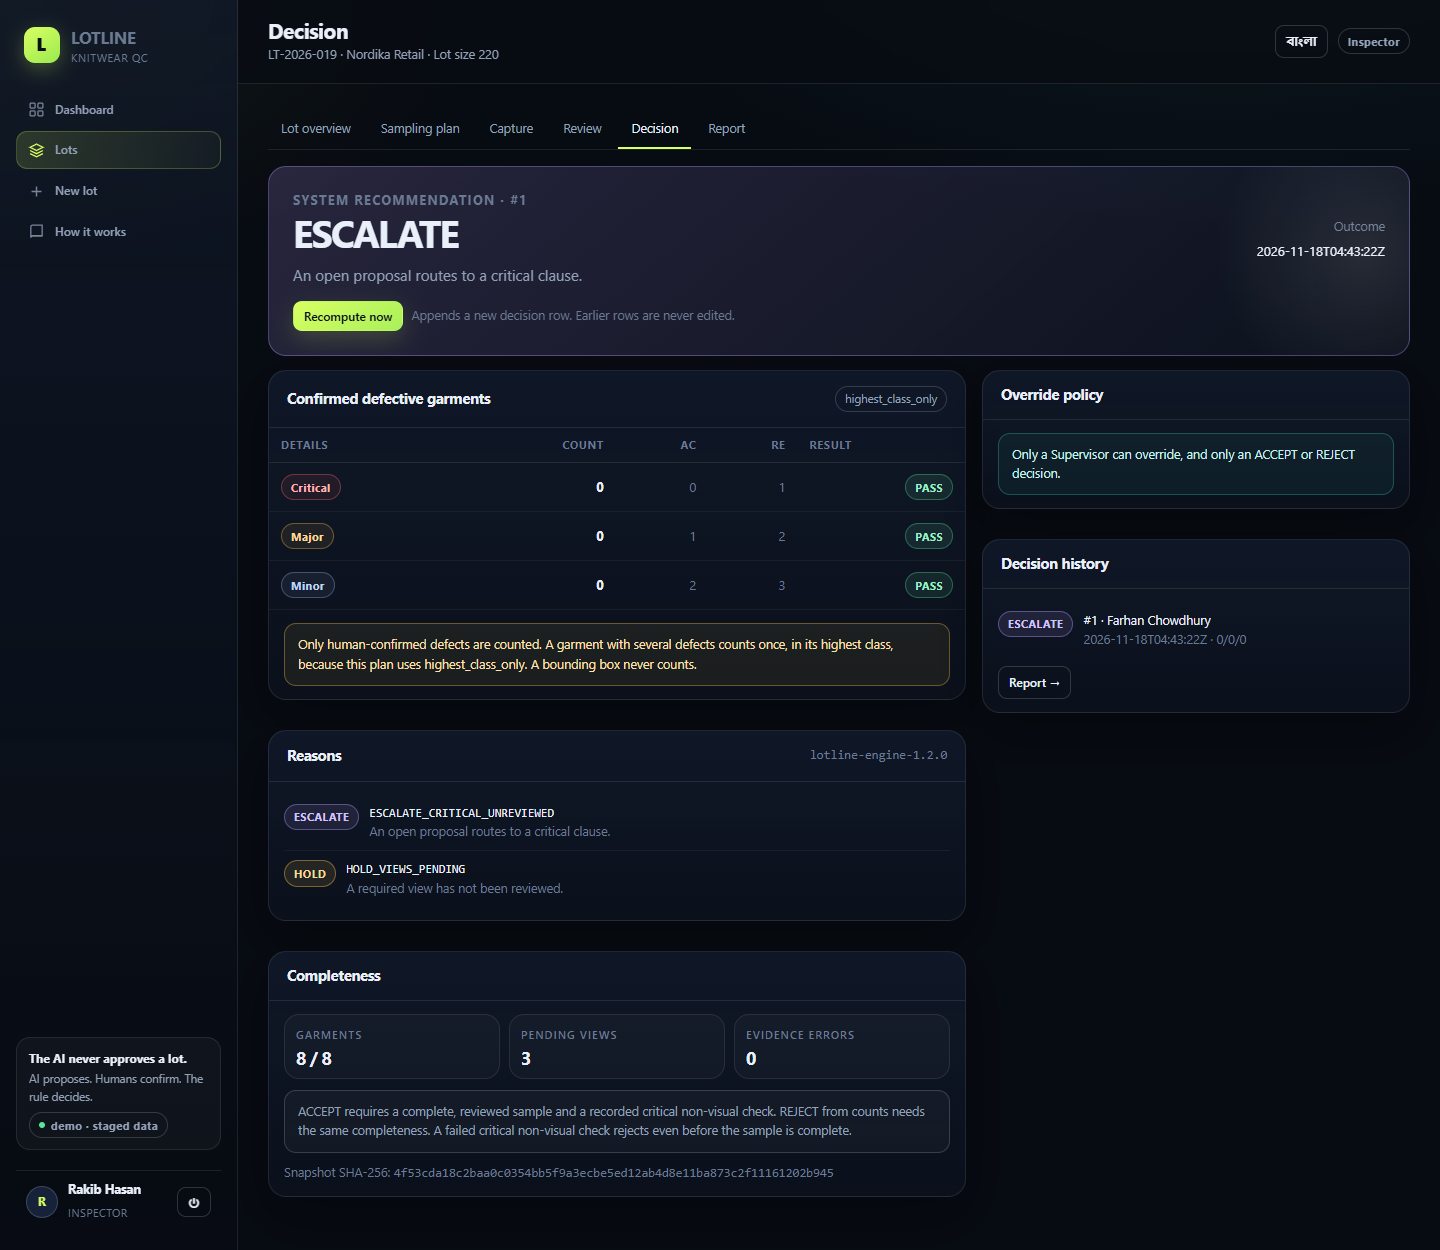 L
LOTLINE
KNITWEAR QC
Dashboard
Lots
New lot
How it works
The AI never approves a lot.
AI proposes. Humans confirm. The
rule decides.
demo · staged data
R
Rakib Hasan
INSPECTOR
Decision
LT-2026-019 · Nordika Retail · Lot size 220
বাংলা
Inspector
Lot overview
Sampling plan
Capture
Review
Decision
Report
SYSTEM RECOMMENDATION · #1
ESCALATE
An open proposal routes to a critical clause.
Recompute now
Appends a new decision row. Earlier rows are never edited.
Outcome
2026-11-18T04:43:22Z
Confirmed defective garments
highest_class_only
DETAILS COUNT AC RE RESULT
Critical 0 0 1 PASS
Major 0 1 2 PASS
Minor 0 2 3 PASS
Only human-confirmed defects are counted. A garment with several defects counts once, in its highest class,
because this plan uses highest_class_only. A bounding box never counts.
Reasons
lotline-engine-1.2.0
ESCALATE
ESCALATE_CRITICAL_UNREVIEWED
An open proposal routes to a critical clause.
HOLD
HOLD_VIEWS_PENDING
A required view has not been reviewed.
Completeness
GARMENTS
8 / 8
PENDING VIEWS
3
EVIDENCE ERRORS
0
ACCEPT requires a complete, reviewed sample and a recorded critical non-visual check. REJECT from counts needs
the same completeness. A failed critical non-visual check rejects even before the sample is complete.
Snapshot SHA-256: 4f53cda18c2baa0c0354bb5f9a3ecbe5ed12ab4d8e11ba873c2f11161202b945
Override policy
Only a Supervisor can override, and only an ACCEPT or REJECT
decision.
Decision history
ESCALATE
#1 · Farhan Chowdhury
2026-11-18T04:43:22Z · 0/0/0
Report →